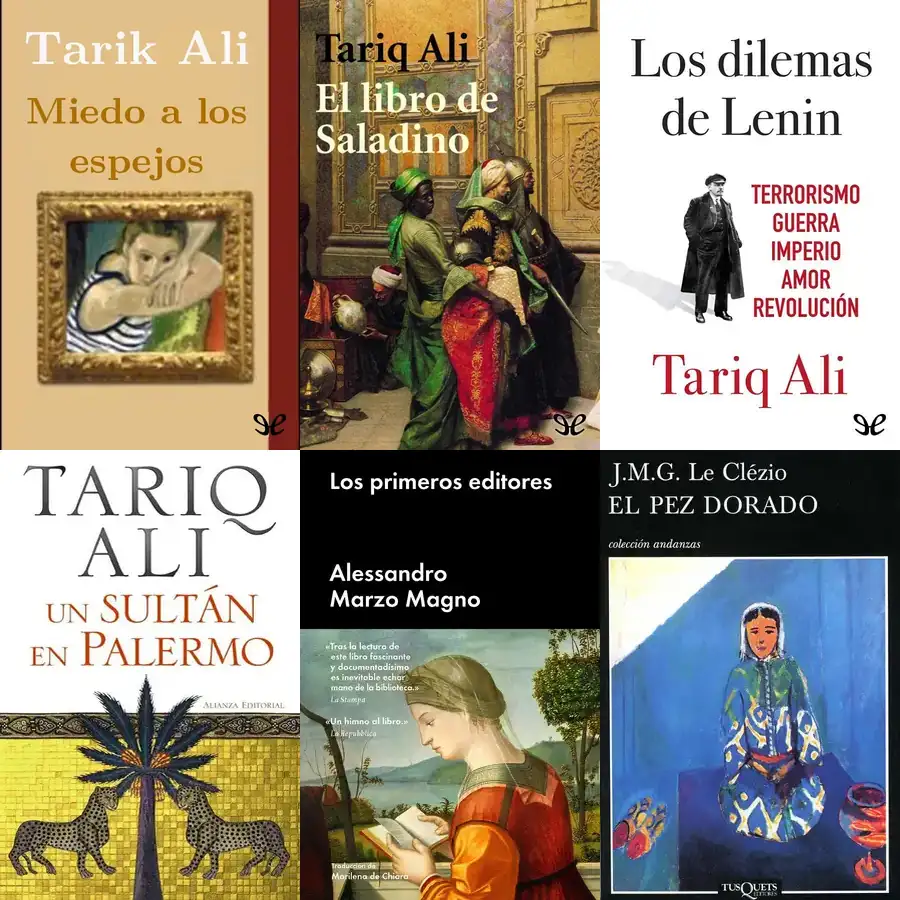 Tarik Ali
Miedo a los
espejos
Tariq Ali
El libro de
Saladino
Los dilemas
de Lenin
TERRORISMO
GUERRA
IMPERIO
AMOR
REVOLUCIÓN
Tariq Ali
TARIQ
ALI
UN SULTÁN
EN PALERMO
ALIANZA EDITORIAL
Los primeros editores
Alessandro
Marzo Magno
«Tras la lectura de
este libro fascinante
y documentadísimo
es inevitable echar
mano de la biblioteca.»
La Stampa
«Un himno al libro.»
La Repubblica
Traducción de
Marilena de Chiara
J.M.G. Le Clézio
EL PEZ DORADO
colección andanzas
TUSQUETS
EDITORES